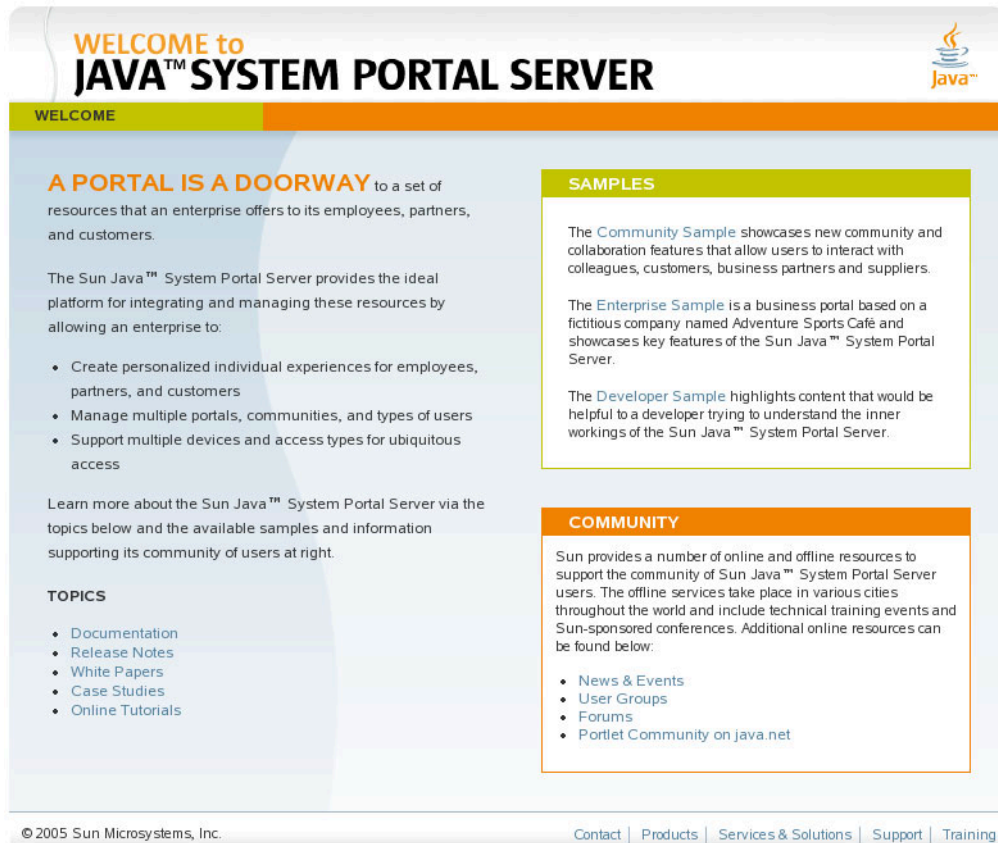 WELCOME to
JAVA™ SYSTEM PORTAL SERVER
Java™
WELCOME
A PORTAL IS A DOORWAY to a set of
resources that an enterprise offers to its employees, partners,
and customers.
The Sun Java™ System Portal Server provides the ideal
platform for integrating and managing these resources by
allowing an enterprise to:
• Create personalized individual experiences for employees,
partners, and customers
• Manage multiple portals, communities, and types of users
• Support multiple devices and access types for ubiquitous
access
Learn more about the Sun Java™ System Portal Server via the
topics below and the available samples and information
supporting its community of users at right.
TOPICS
• Documentation
• Release Notes
• White Papers
• Case Studies
• Online Tutorials
SAMPLES
The Community Sample showcases new community and
collaboration features that allow users to interact with
colleagues, customers, business partners and suppliers.
The Enterprise Sample is a business portal based on a
fictitious company named Adventure Sports Café and
showcases key features of the Sun Java™ System Portal
Server.
The Developer Sample highlights content that would be
helpful to a developer trying to understand the inner
workings of the Sun Java™ System Portal Server.
COMMUNITY
Sun provides a number of online and offline resources to
support the community of Sun Java™ System Portal Server
users. The offline services take place in various cities
throughout the world and include technical training events and
Sun-sponsored conferences. Additional online resources can
be found below:
• News & Events
• User Groups
• Forums
• Portlet Community on java.net
© 2005 Sun Microsystems, Inc.
Contact | Products | Services & Solutions | Support | Training